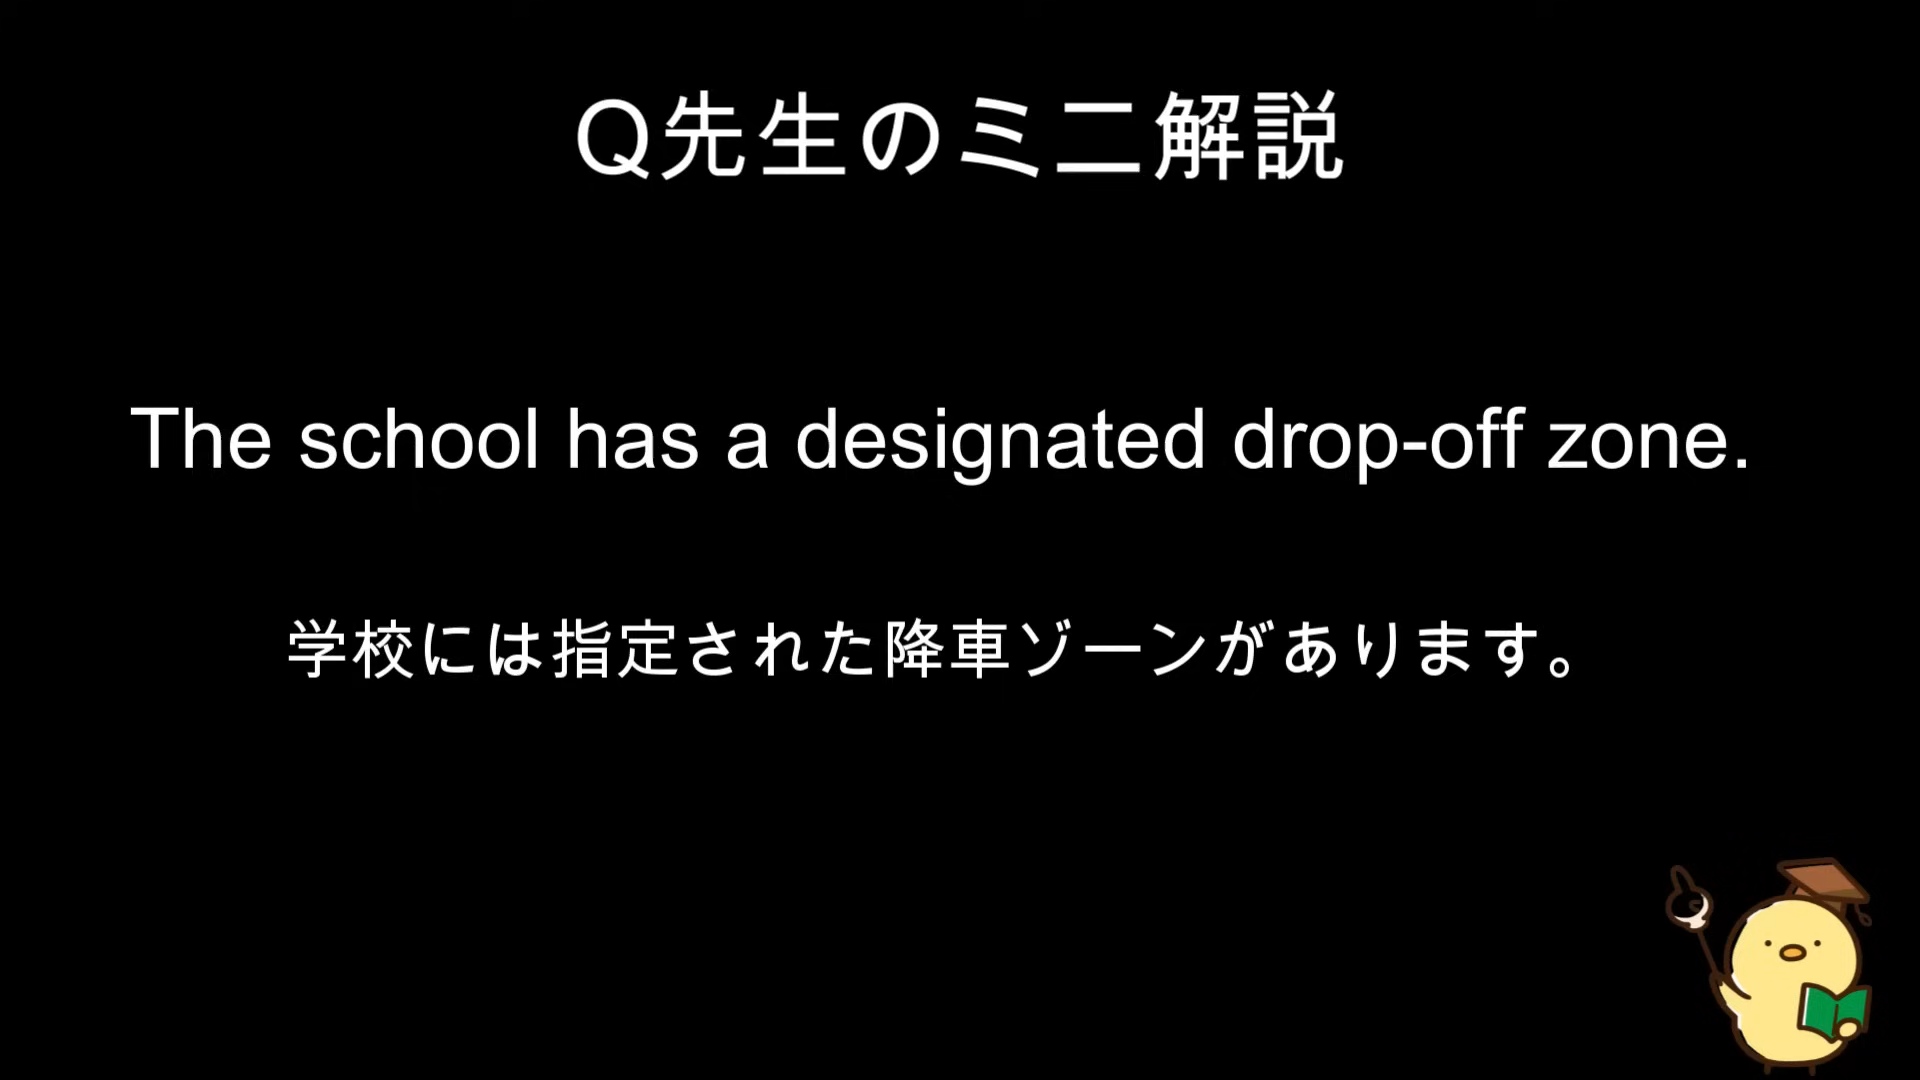 Q先生のミニ解説
The school has a designated drop-off zone.
学校には指定された降車ゾーンがあります。